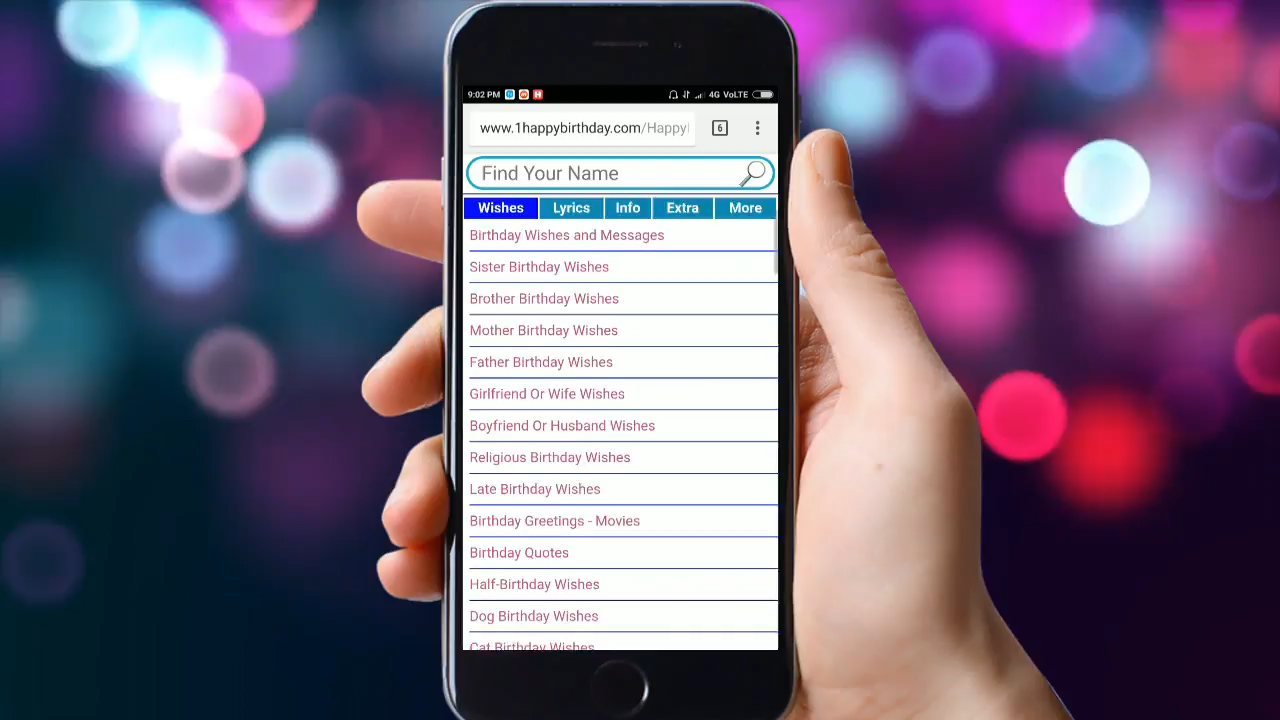 9:02 PM 4G VoLTE
www.1happybirthday.com/Happy
6
Find Your Name
Wishes Lyrics Info Extra More
Birthday Wishes and Messages
Sister Birthday Wishes
Brother Birthday Wishes
Mother Birthday Wishes
Father Birthday Wishes
Girlfriend Or Wife Wishes
Boyfriend Or Husband Wishes
Religious Birthday Wishes
Late Birthday Wishes
Birthday Greetings - Movies
Birthday Quotes
Half-Birthday Wishes
Dog Birthday Wishes
Cat Birthday Wishes